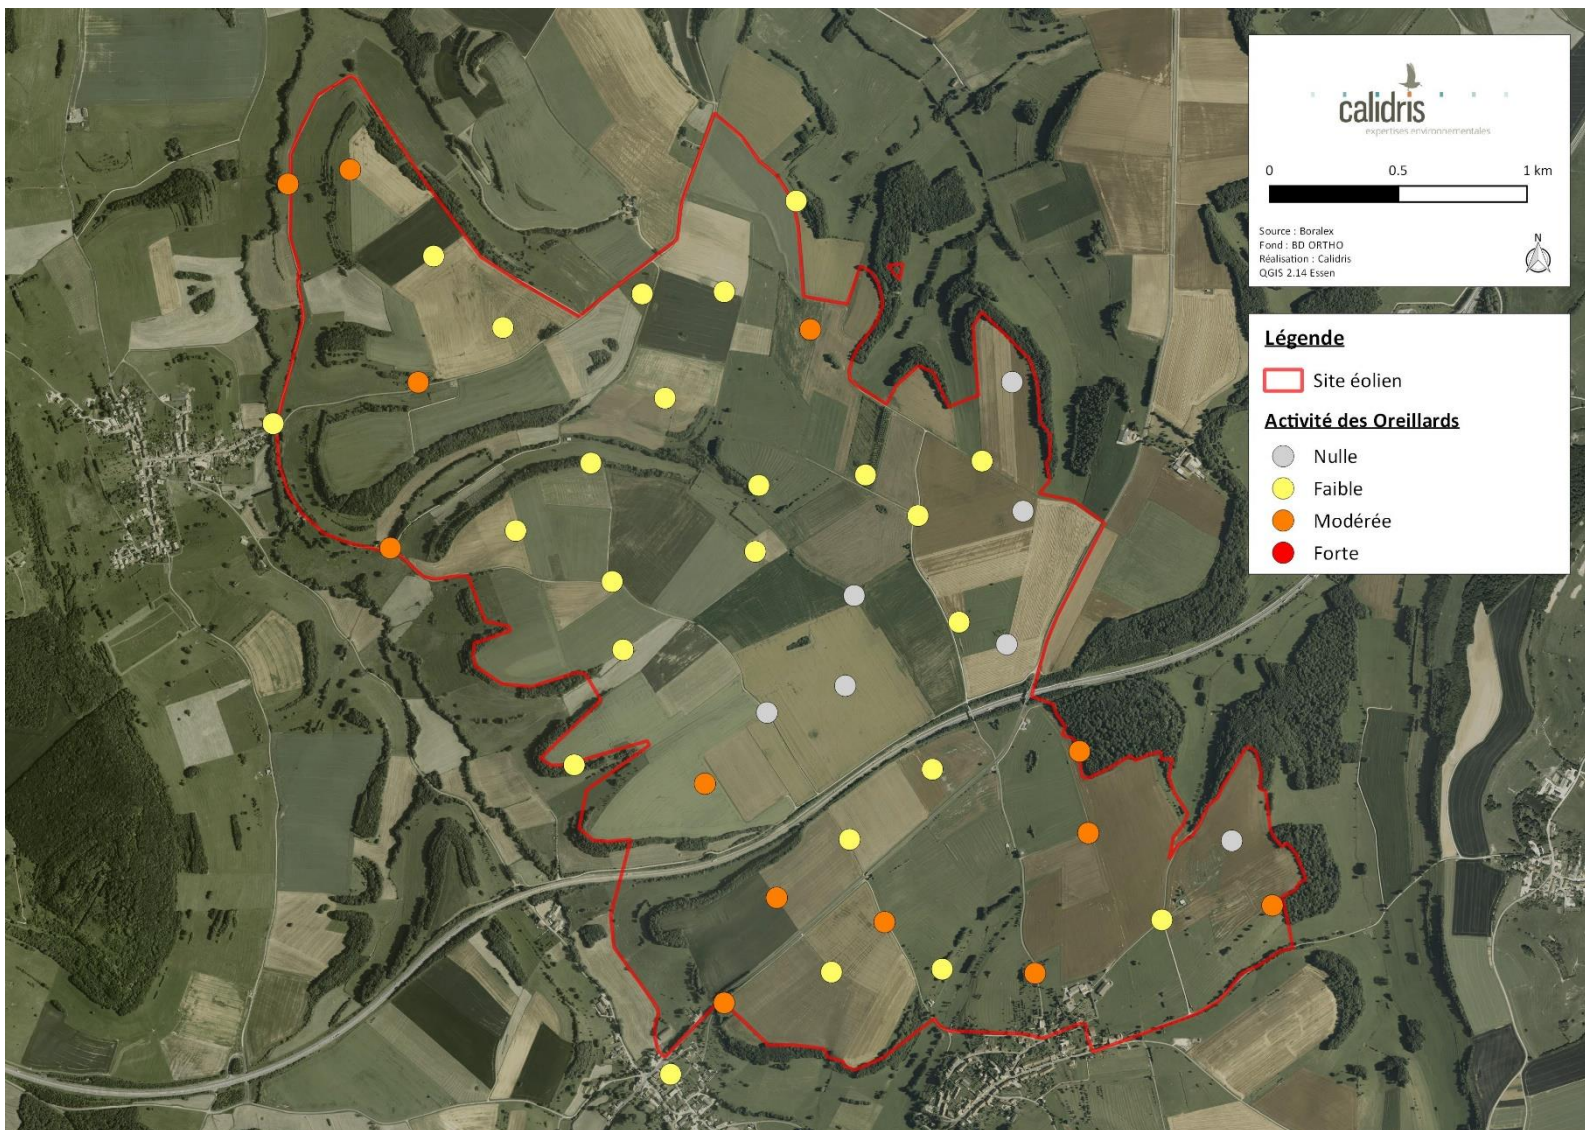 calidris
expertises environnementales
0 0.5 1 km
Source : Boralex
Fond : BD ORTHO
Réalisation : Calidris
QGIS 2.14 Essen
N
Légende
Site éolien
Activité des Oreillards
Nulle
Faible
Modérée
Forte